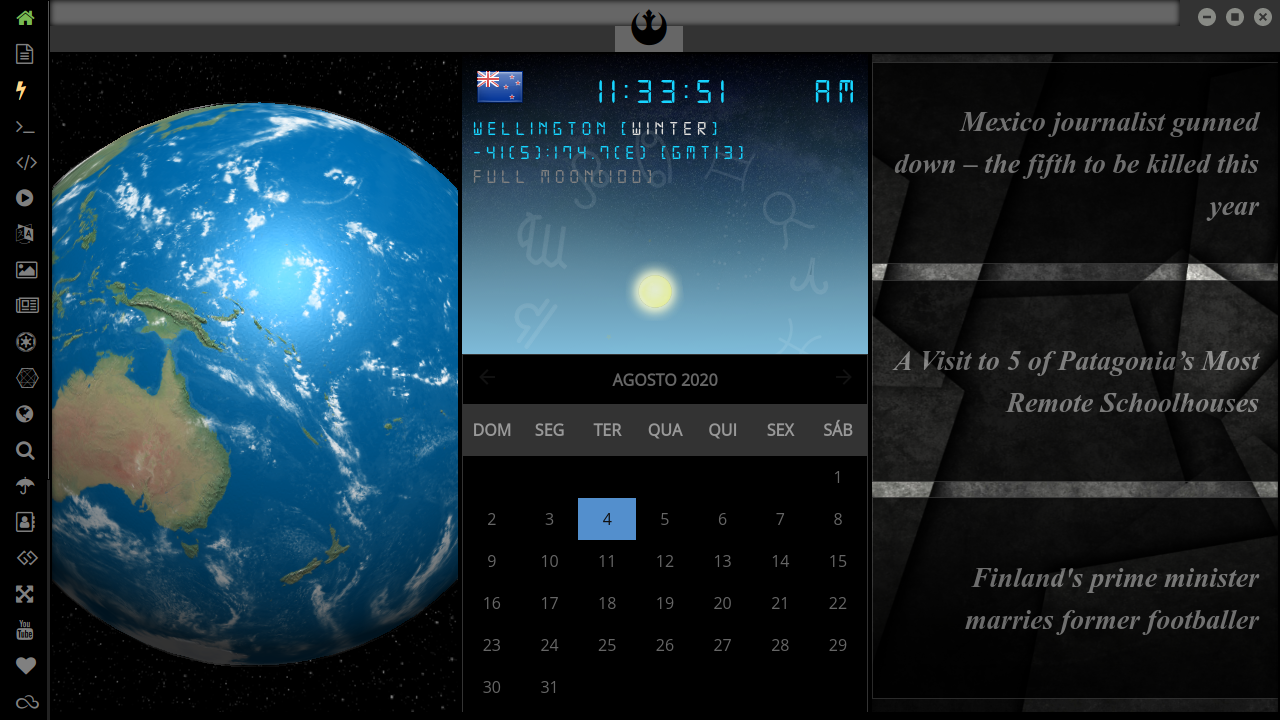 11:33:51 AM
WELLINGTON [WINTER]
-41(S):174.7(E) [GMT13]
FULL MOON(100)
AGOSTO 2020
DOM SEG TER QUA QUI SEX SÁB
1
2 3 4 5 6 7 8
9 10 11 12 13 14 15
16 17 18 19 20 21 22
23 24 25 26 27 28 29
30 31
Mexico journalist gunned
down – the fifth to be killed this
year
A Visit to 5 of Patagonia’s Most
Remote Schoolhouses
Finland's prime minister
marries former footballer
You
Tube